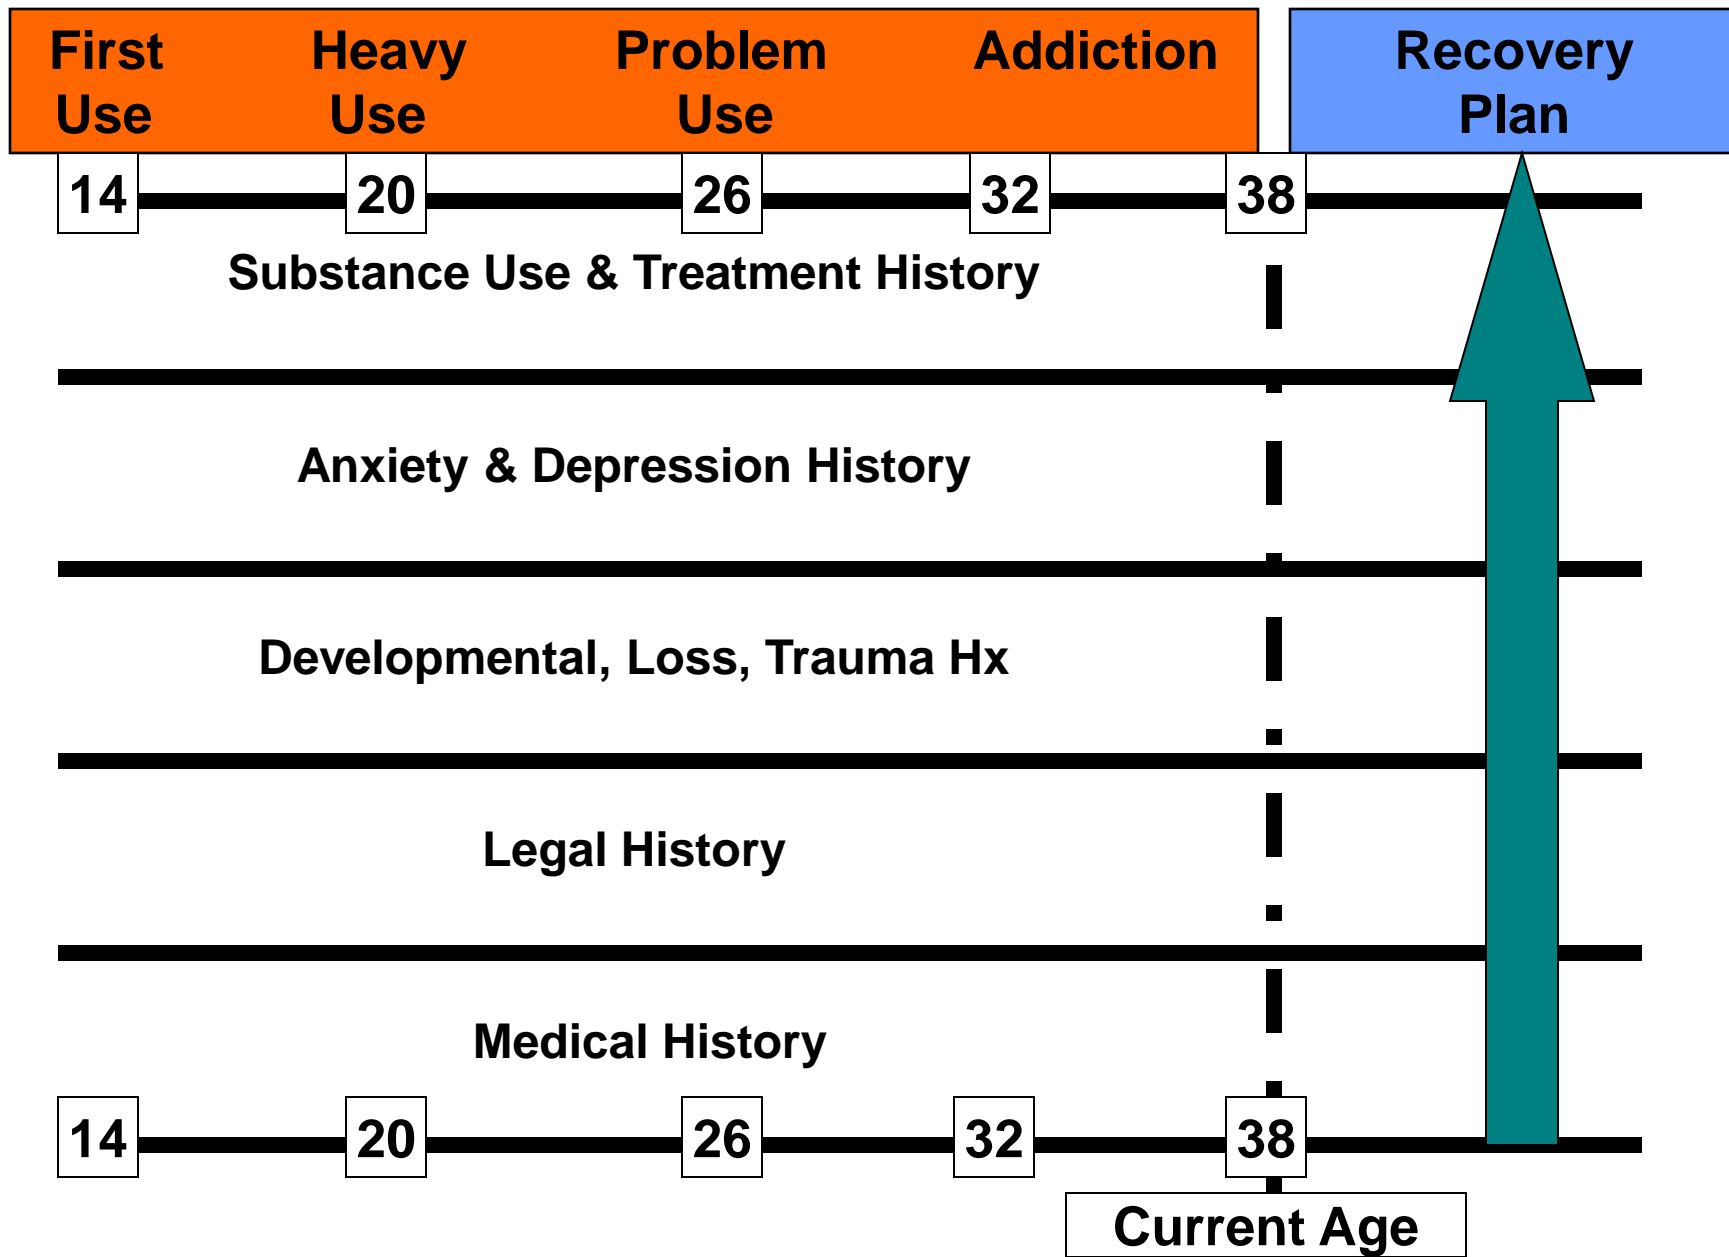 First Heavy Problem Addiction Recovery
Use Use Use Plan
14 20 26 32 38
Substance Use & Treatment History
Anxiety & Depression History
Developmental, Loss, Trauma Hx
Legal History
Medical History
14 20 26 32 38
Current Age